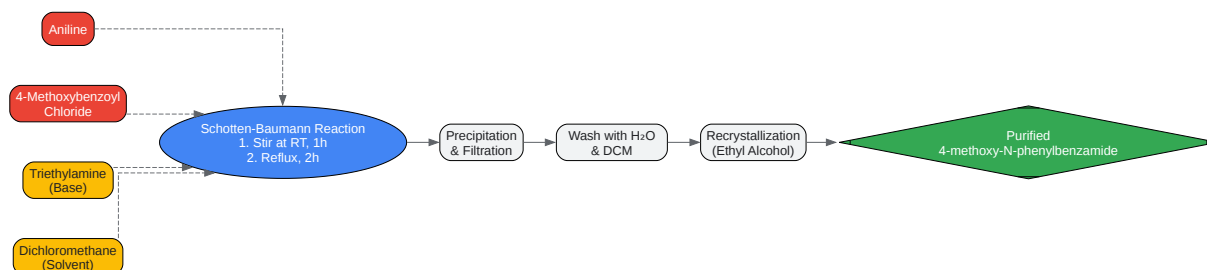 Aniline
4-Methoxybenzoyl
Chloride
Triethylamine
(Base)
Dichloromethane
(Solvent)
Schotten-Baumann Reaction
1. Stir at RT, 1h
2. Reflux, 2h
Precipitation
& Filtration
Wash with H₂O
& DCM
Recrystallization
(Ethyl Alcohol)
Purified
4-methoxy-N-phenylbenzamide